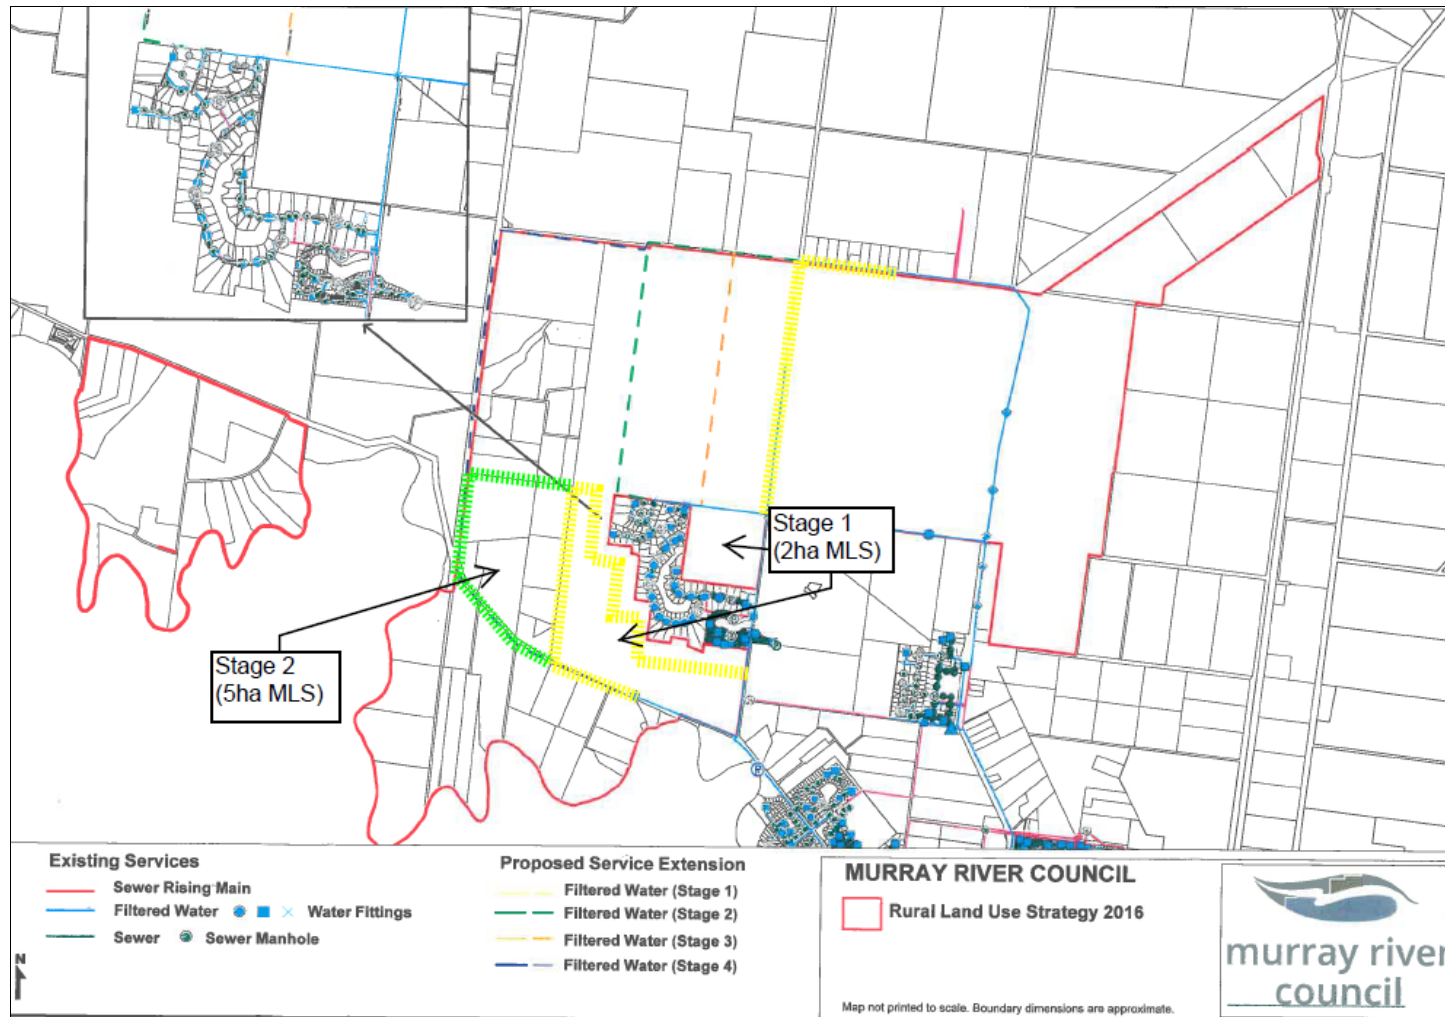 Stage 1
(2ha MLS)
Stage 2
(5ha MLS)
P
Existing Services
Sewer Rising Main
Filtered Water
Water Fittings
Sewer
Sewer Manhole
N
Proposed Service Extension
Filtered Water (Stage 1)
Filtered Water (Stage 2)
Filtered Water (Stage 3)
Filtered Water (Stage 4)
MURRAY RIVER COUNCIL
Rural Land Use Strategy 2016
Map not printed to scale. Boundary dimensions are approximate.
murray river
council